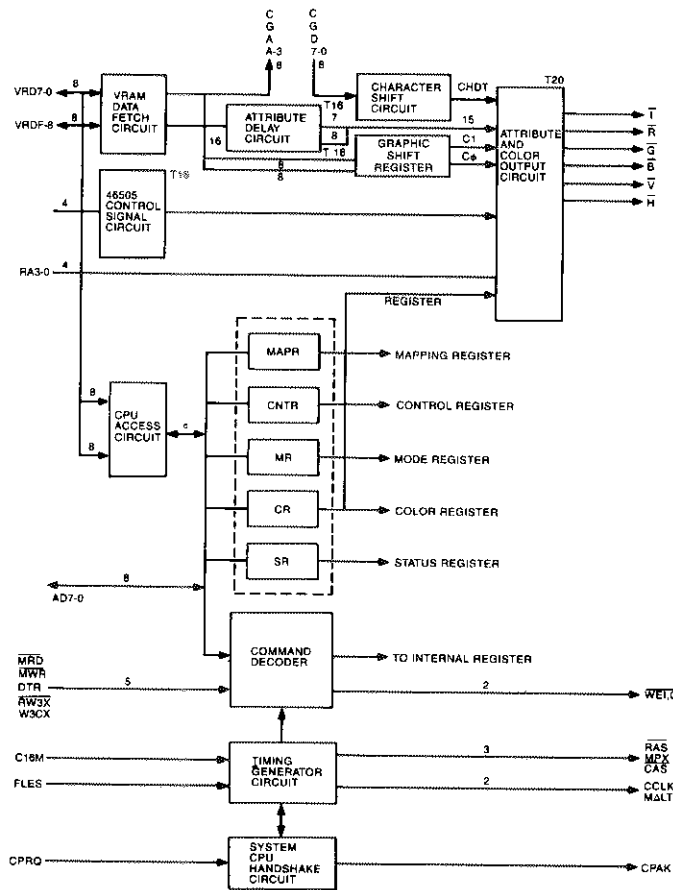 C G A A-3
8
C G D 7-0
8
T20
VRD7-0
8
VRDF-8
8
VRAM DATA FETCH CIRCUIT
16
ATTRIBUTE DELAY CIRCUIT
T16
7
8
T 18
CHARACTER SHIFT CIRCUIT
CHDT
15
GRAPHIC SHIFT REGISTER
8
8
C1
Cφ
ATTRIBUTE AND COLOR OUTPUT CIRCUIT
I
R
G
B
V
H
T16
4
46505 CONTROL SIGNAL CIRCUIT
RA3-0
4
REGISTER
MAPR
MAPPING REGISTER
CNTR
CONTROL REGISTER
8
8
CPU ACCESS CIRCUIT
MR
MODE REGISTER
CR
COLOR REGISTER
SR
STATUS REGISTER
8
AD7-0
COMMAND DECODER
TO INTERNAL REGISTER
MRD
MWR
DTR
RW3X
W3CX
5
2
C16M
FLES
TIMING GENERATOR CIRCUIT
3
RAS
MPX
CAS
2
CCLK
MALT
CPRQ
SYSTEM CPU HANDSHAKE CIRCUIT
CPAK